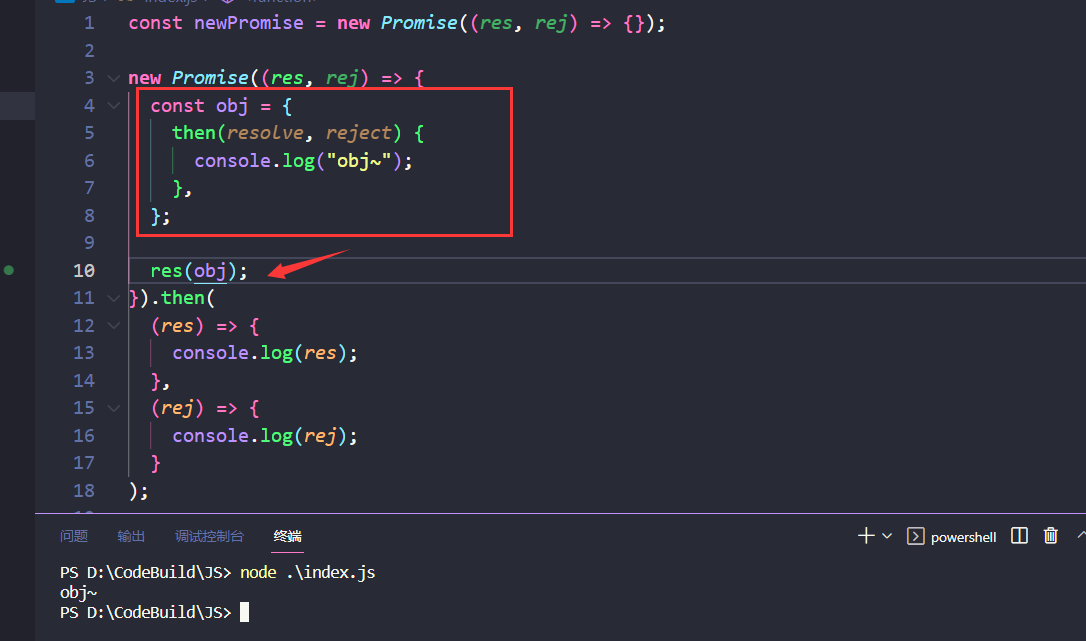 1 const newPromise = new Promise((res, rej) => {});
2
3 new Promise((res, rej) => {
4 const obj = {
5 then(resolve, reject) {
6 console.log("obj~");
7 },
8 };
9
10 res(obj);
11 }).then(
12 (res) => {
13 console.log(res);
14 },
15 (rej) => {
16 console.log(rej);
17 }
18 );
问题 输出 调试控制台 终端 powershell
PS D:\CodeBuild\JS> node .\index.js
obj~
PS D:\CodeBuild\JS>